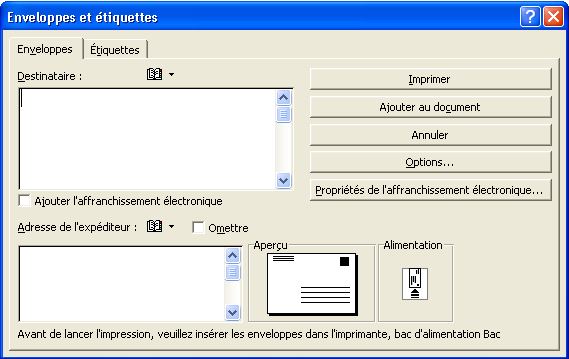 Enveloppes et étiquettes
Enveloppes
Étiquettes
Destinataire :
Imprimer
Ajouter au document
Annuler
Options...
Propriétés de l'affranchissement électronique...
Ajouter l'affranchissement électronique
Adresse de l'expéditeur :
Omettre
Aperçu
Alimentation
Avant de lancer l'impression, veuillez insérer les enveloppes dans l'imprimante, bac d'alimentation Bac